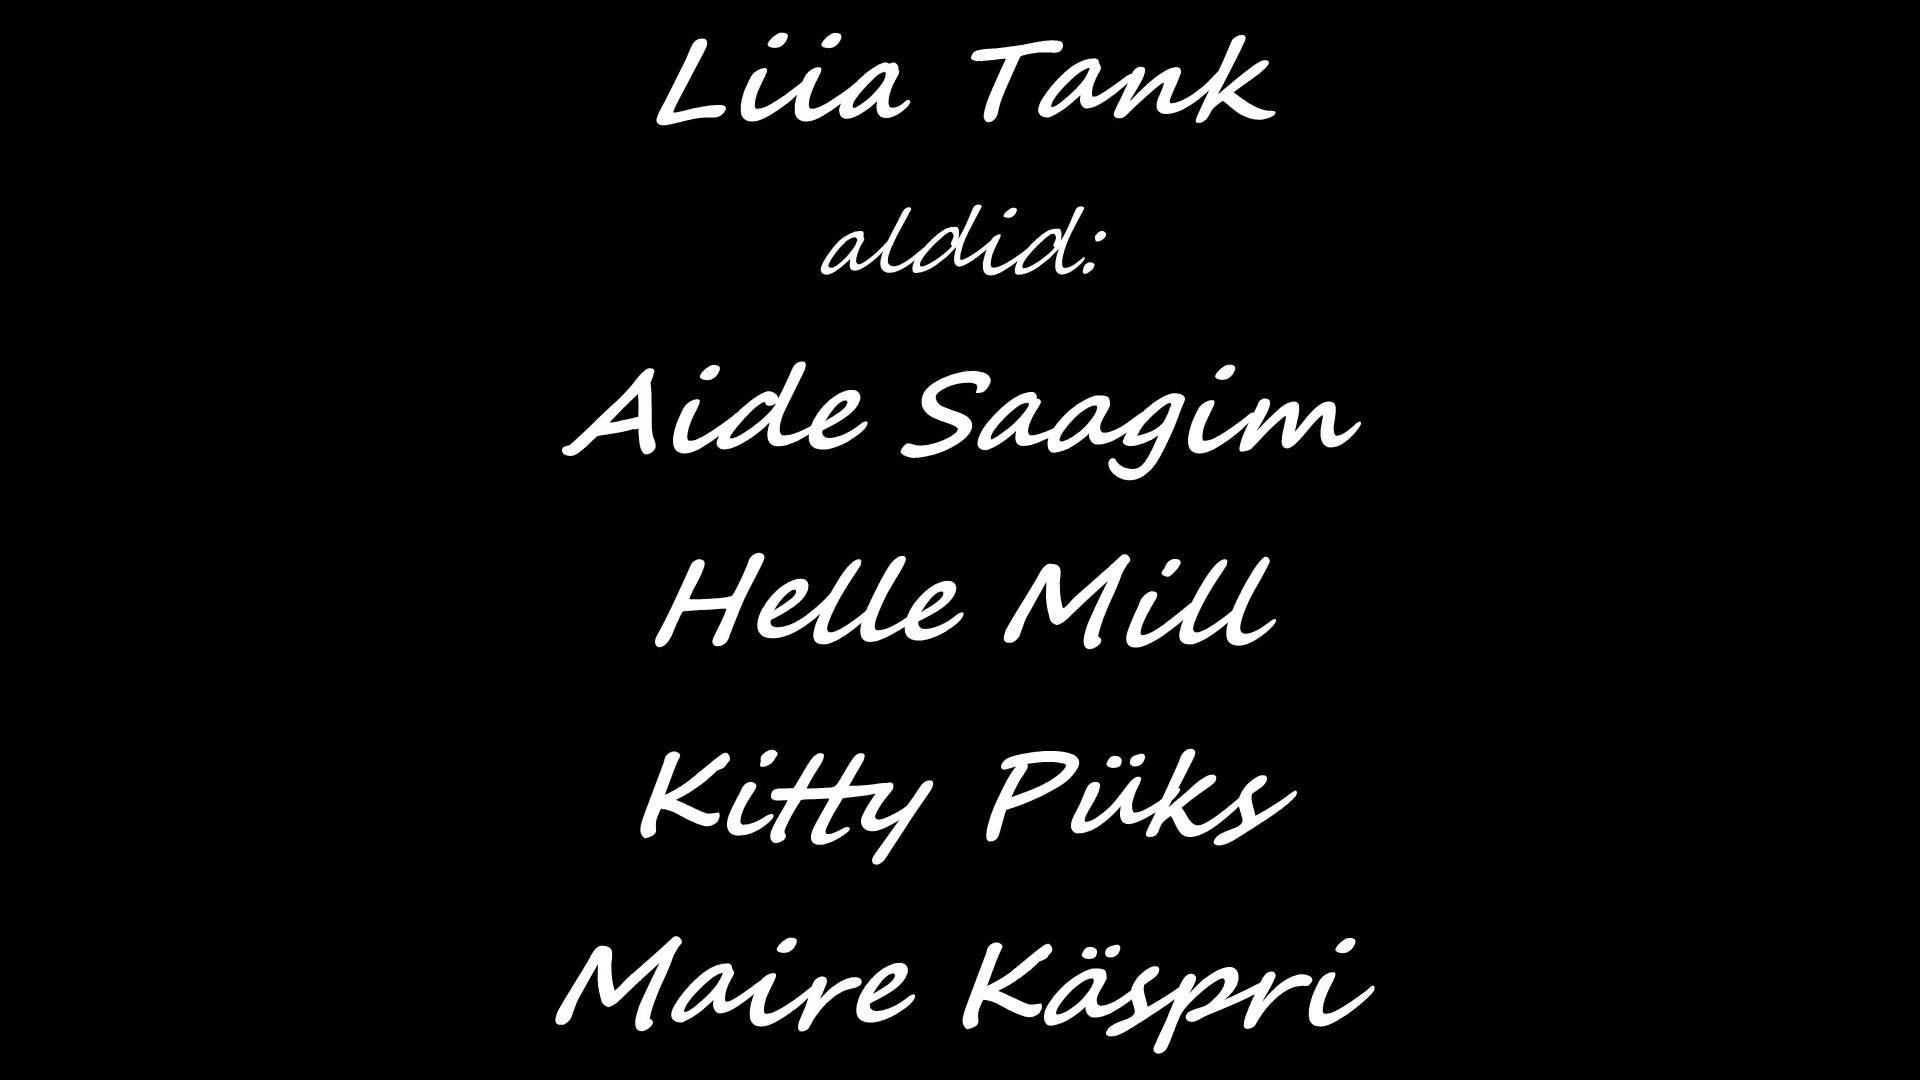 Liia Tank
aldid:
Aide Saagim
Helle Mill
Kitty Püks
Maire Käspri